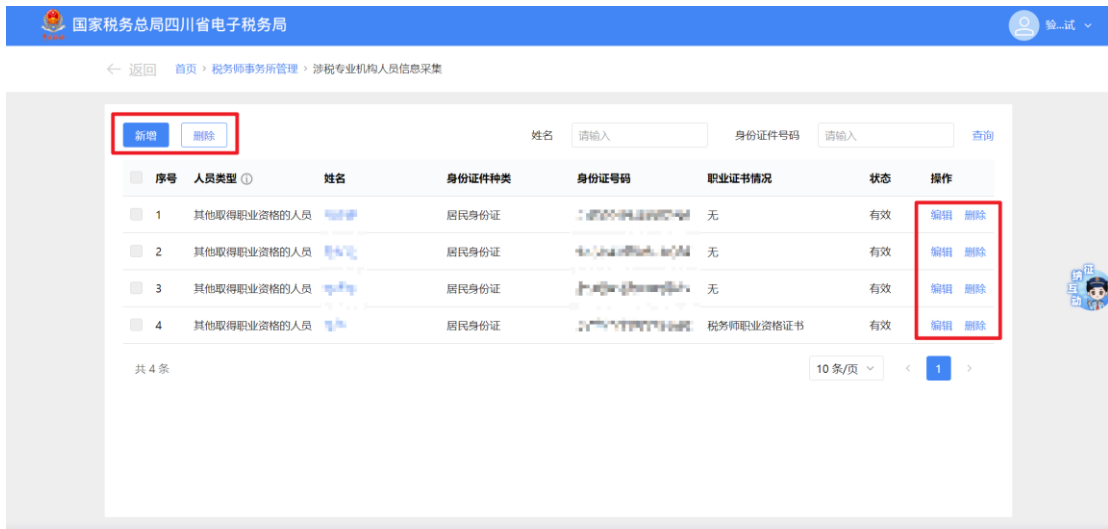 国家税务总局四川省电子税务局 验...试
返回 首页 > 税务师事务所管理 > 涉税专业机构人员信息采集
新增 删除 姓名 请输入 身份证件号码 请输入 查询
序号 人员类型 姓名 身份证件种类 身份证号码 职业证书情况 状态 操作
1 其他取得职业资格的人员 居民身份证 无 有效 编辑 删除
2 其他取得职业资格的人员 居民身份证 无 有效 编辑 删除
3 其他取得职业资格的人员 居民身份证 无 有效 编辑 删除
4 其他取得职业资格的人员 居民身份证 税务师职业资格证书 有效 编辑 删除
征纳互动
共 4 条 10 条/页 < 1 >